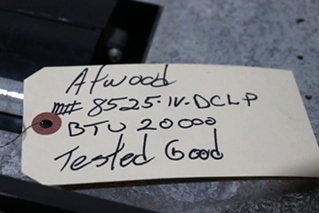 Atwood
m# 8525-IV-DCLP
BTU 20000
Tested Good